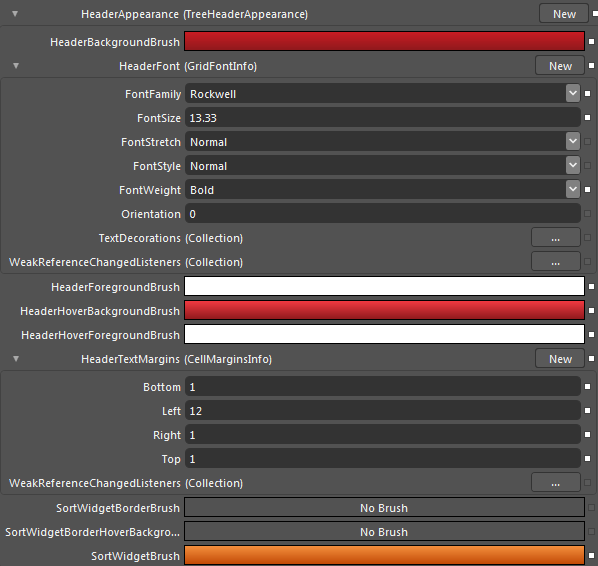 HeaderAppearance (TreeHeaderAppearance) New
HeaderBackgroundBrush
HeaderFont (GridFontInfo) New
FontFamily Rockwell
FontSize 13.33
FontStretch Normal
FontStyle Normal
FontWeight Bold
Orientation 0
TextDecorations (Collection) ...
WeakReferenceChangedListeners (Collection) ...
HeaderForegroundBrush
HeaderHoverBackgroundBrush
HeaderHoverForegroundBrush
HeaderTextMargins (CellMarginsInfo) New
Bottom 1
Left 12
Right 1
Top 1
WeakReferenceChangedListeners (Collection) ...
SortWidgetBorderBrush No Brush
SortWidgetBorderHoverBackgro... No Brush
SortWidgetBrush